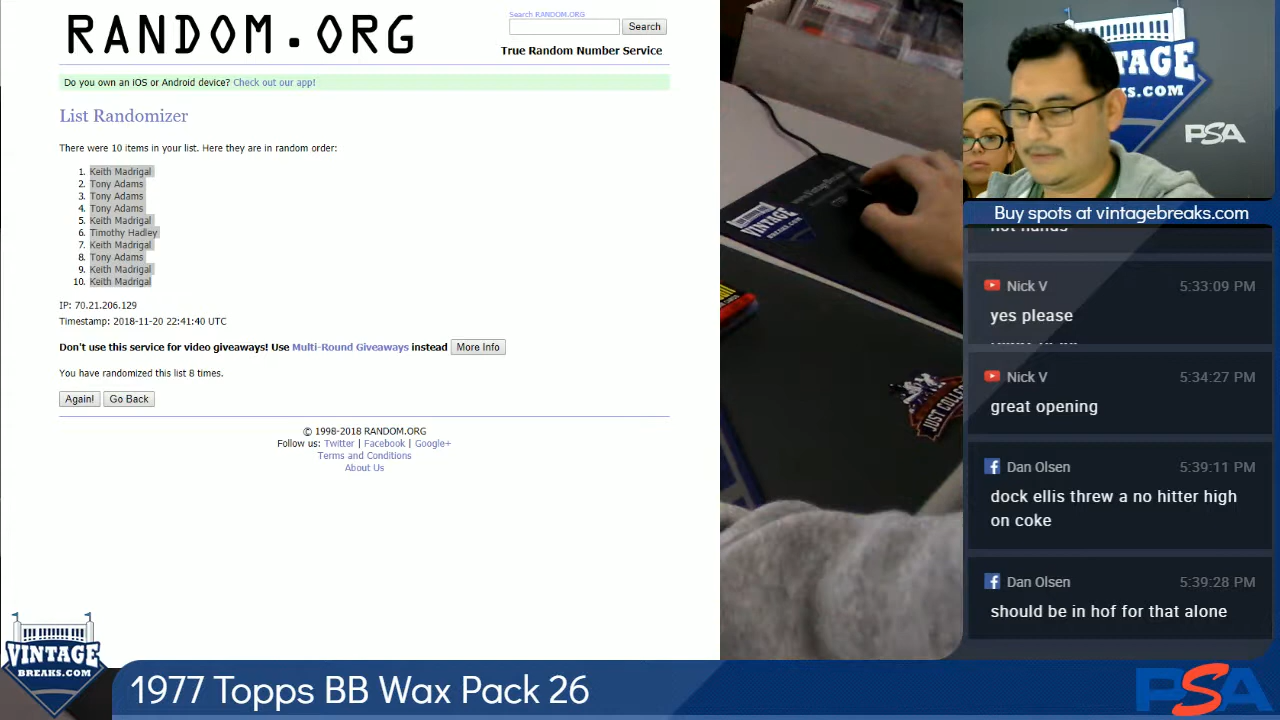 RANDOM.ORG
Search RANDOM.ORG
Search
True Random Number Service
Do you own an iOS or Android device? Check out our app!
List Randomizer
There were 10 items in your list. Here they are in random order:
1. Keith Madrigal
2. Tony Adams
3. Tony Adams
4. Tony Adams
5. Keith Madrigal
6. Timothy Hadley
7. Keith Madrigal
8. Tony Adams
9. Keith Madrigal
10. Keith Madrigal
IP: 70.21.206.129
Timestamp: 2018-11-20 22:41:40 UTC
Don't use this service for video giveaways! Use Multi-Round Giveaways instead More Info
You have randomized this list 8 times.
Again! Go Back
© 1998-2018 RANDOM.ORG
Follow us: Twitter | Facebook | Google+
Terms and Conditions
About Us
JUST COLLECT
PSA
Buy spots at vintagebreaks.com
hot hands
Nick V 5:33:09 PM
yes please
Nick V 5:34:27 PM
great opening
Dan Olsen 5:39:11 PM
dock ellis threw a no hitter high
on coke
Dan Olsen 5:39:28 PM
should be in hof for that alone
VINTAGE
BREAKS.COM
1977 Topps BB Wax Pack 26
PSA